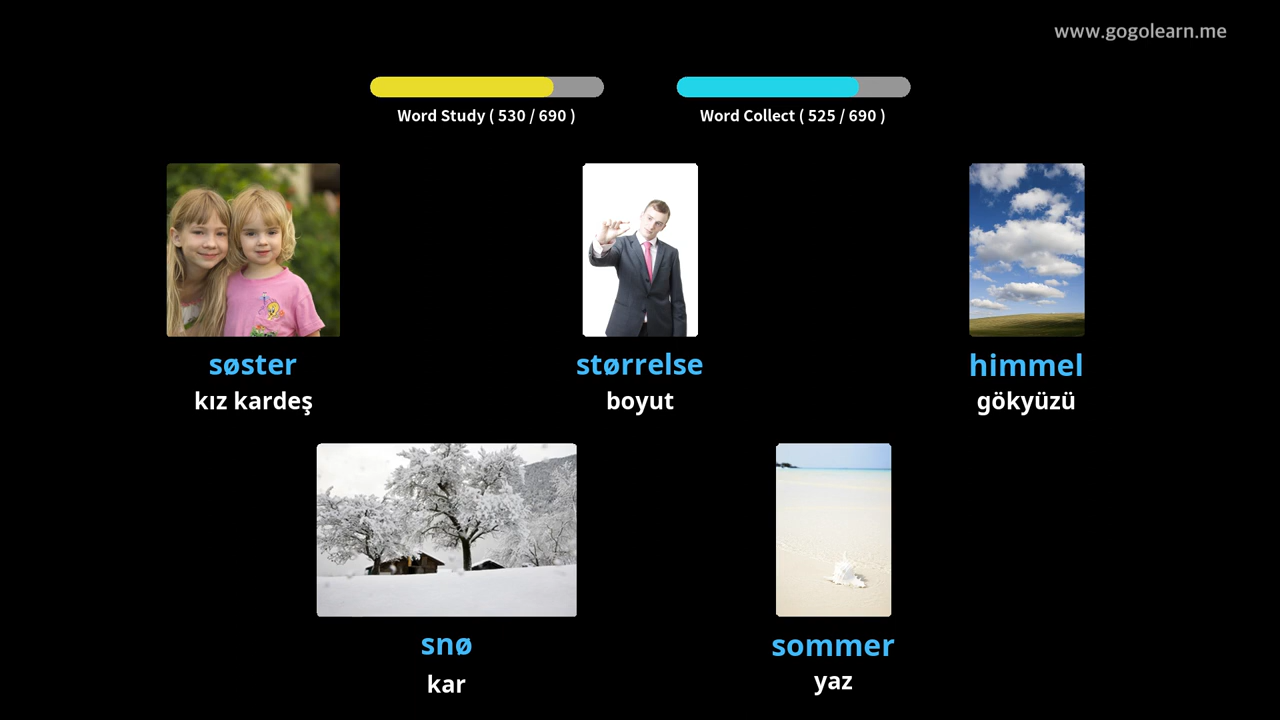 www.gogolearn.me
Word Study ( 530 / 690 )
Word Collect ( 525 / 690 )
søster
kız kardeş
størrelse
boyut
himmel
gökyüzü
snø
kar
sommer
yaz